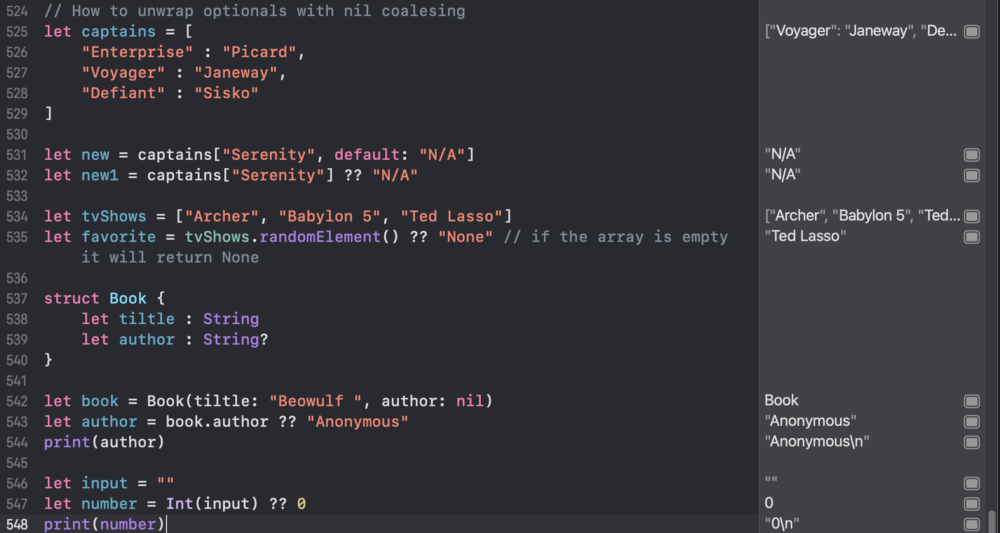 524 // How to unwrap optionals with nil coalesing
525 let captains = [ ["Voyager": "Janeway", "De...
526 "Enterprise" : "Picard",
527 "Voyager" : "Janeway",
528 "Defiant" : "Sisko"
529 ]
530
531 let new = captains["Serenity", default: "N/A"] "N/A"
532 let new1 = captains["Serenity"] ?? "N/A" "N/A"
533
534 let tvShows = ["Archer", "Babylon 5", "Ted Lasso"] ["Archer", "Babylon 5", "Ted...
535 let favorite = tvShows.randomElement() ?? "None" // if the array is empty "Ted Lasso"
it will return None
536
537 struct Book {
538 let tiltle : String
539 let author : String?
540 }
541
542 let book = Book(tiltle: "Beowulf ", author: nil) Book
543 let author = book.author ?? "Anonymous" "Anonymous"
544 print(author) "Anonymous\n"
545
546 let input = "" ""
547 let number = Int(input) ?? 0 0
548 print(number) "0\n"